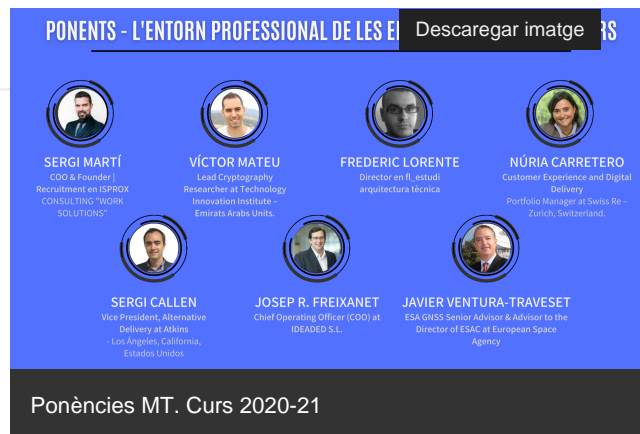 PONENTS - L'ENTORN PROFESSIONAL DE LES
Descaregar imatge
SERGI MARTÍ
COO & Founder |
Recruitment en ISPROX
CONSULTING "WORK
SOLUTIONS"
VÍCTOR MATEU
Lead Cryptography
Researcher at Technology
Innovation Institute –
Emirats Arabs Units.
FREDERIC LORENTE
Director en fl_estudi
arquitectura tècnica
NÚRIA CARRETERO
Customer Experience and Digital
Delivery
Portfolio Manager at Swiss Re –
Zurich, Switzerland.
SERGI CALLEN
Vice President, Alternative
Delivery at Atkins
- Los Ángeles, California,
Estados Unidos
JOSEP R. FREIXANET
Chief Operating Officer (COO) at
IDEADED S.L.
JAVIER VENTURA-TRAVESET
ESA GNSS Senior Advisor & Advisor to the
Director of ESAC at European Space
Agency
Ponències MT. Curs 2020-21